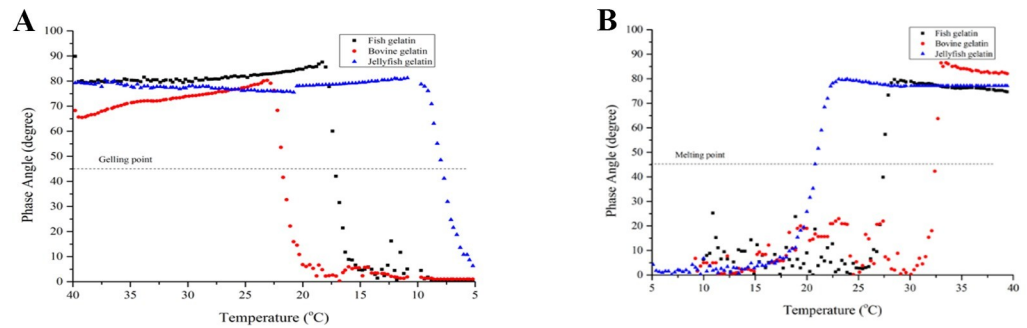 A
Fish gelatin
Bovine gelatin
Jellyfish gelatin
100
90
80
70
60
50
40
30
20
10
0
Phase Angle (degree)
Gelling point
40
35
30
25
20
15
10
5
Temperature (°C)
B
Fish gelatin
Bovine gelatin
Jellyfish gelatin
100
90
80
70
60
50
40
30
20
10
0
Phase Angle (degree)
Melting point
5
10
15
20
25
30
35
40
Temperature (°C)